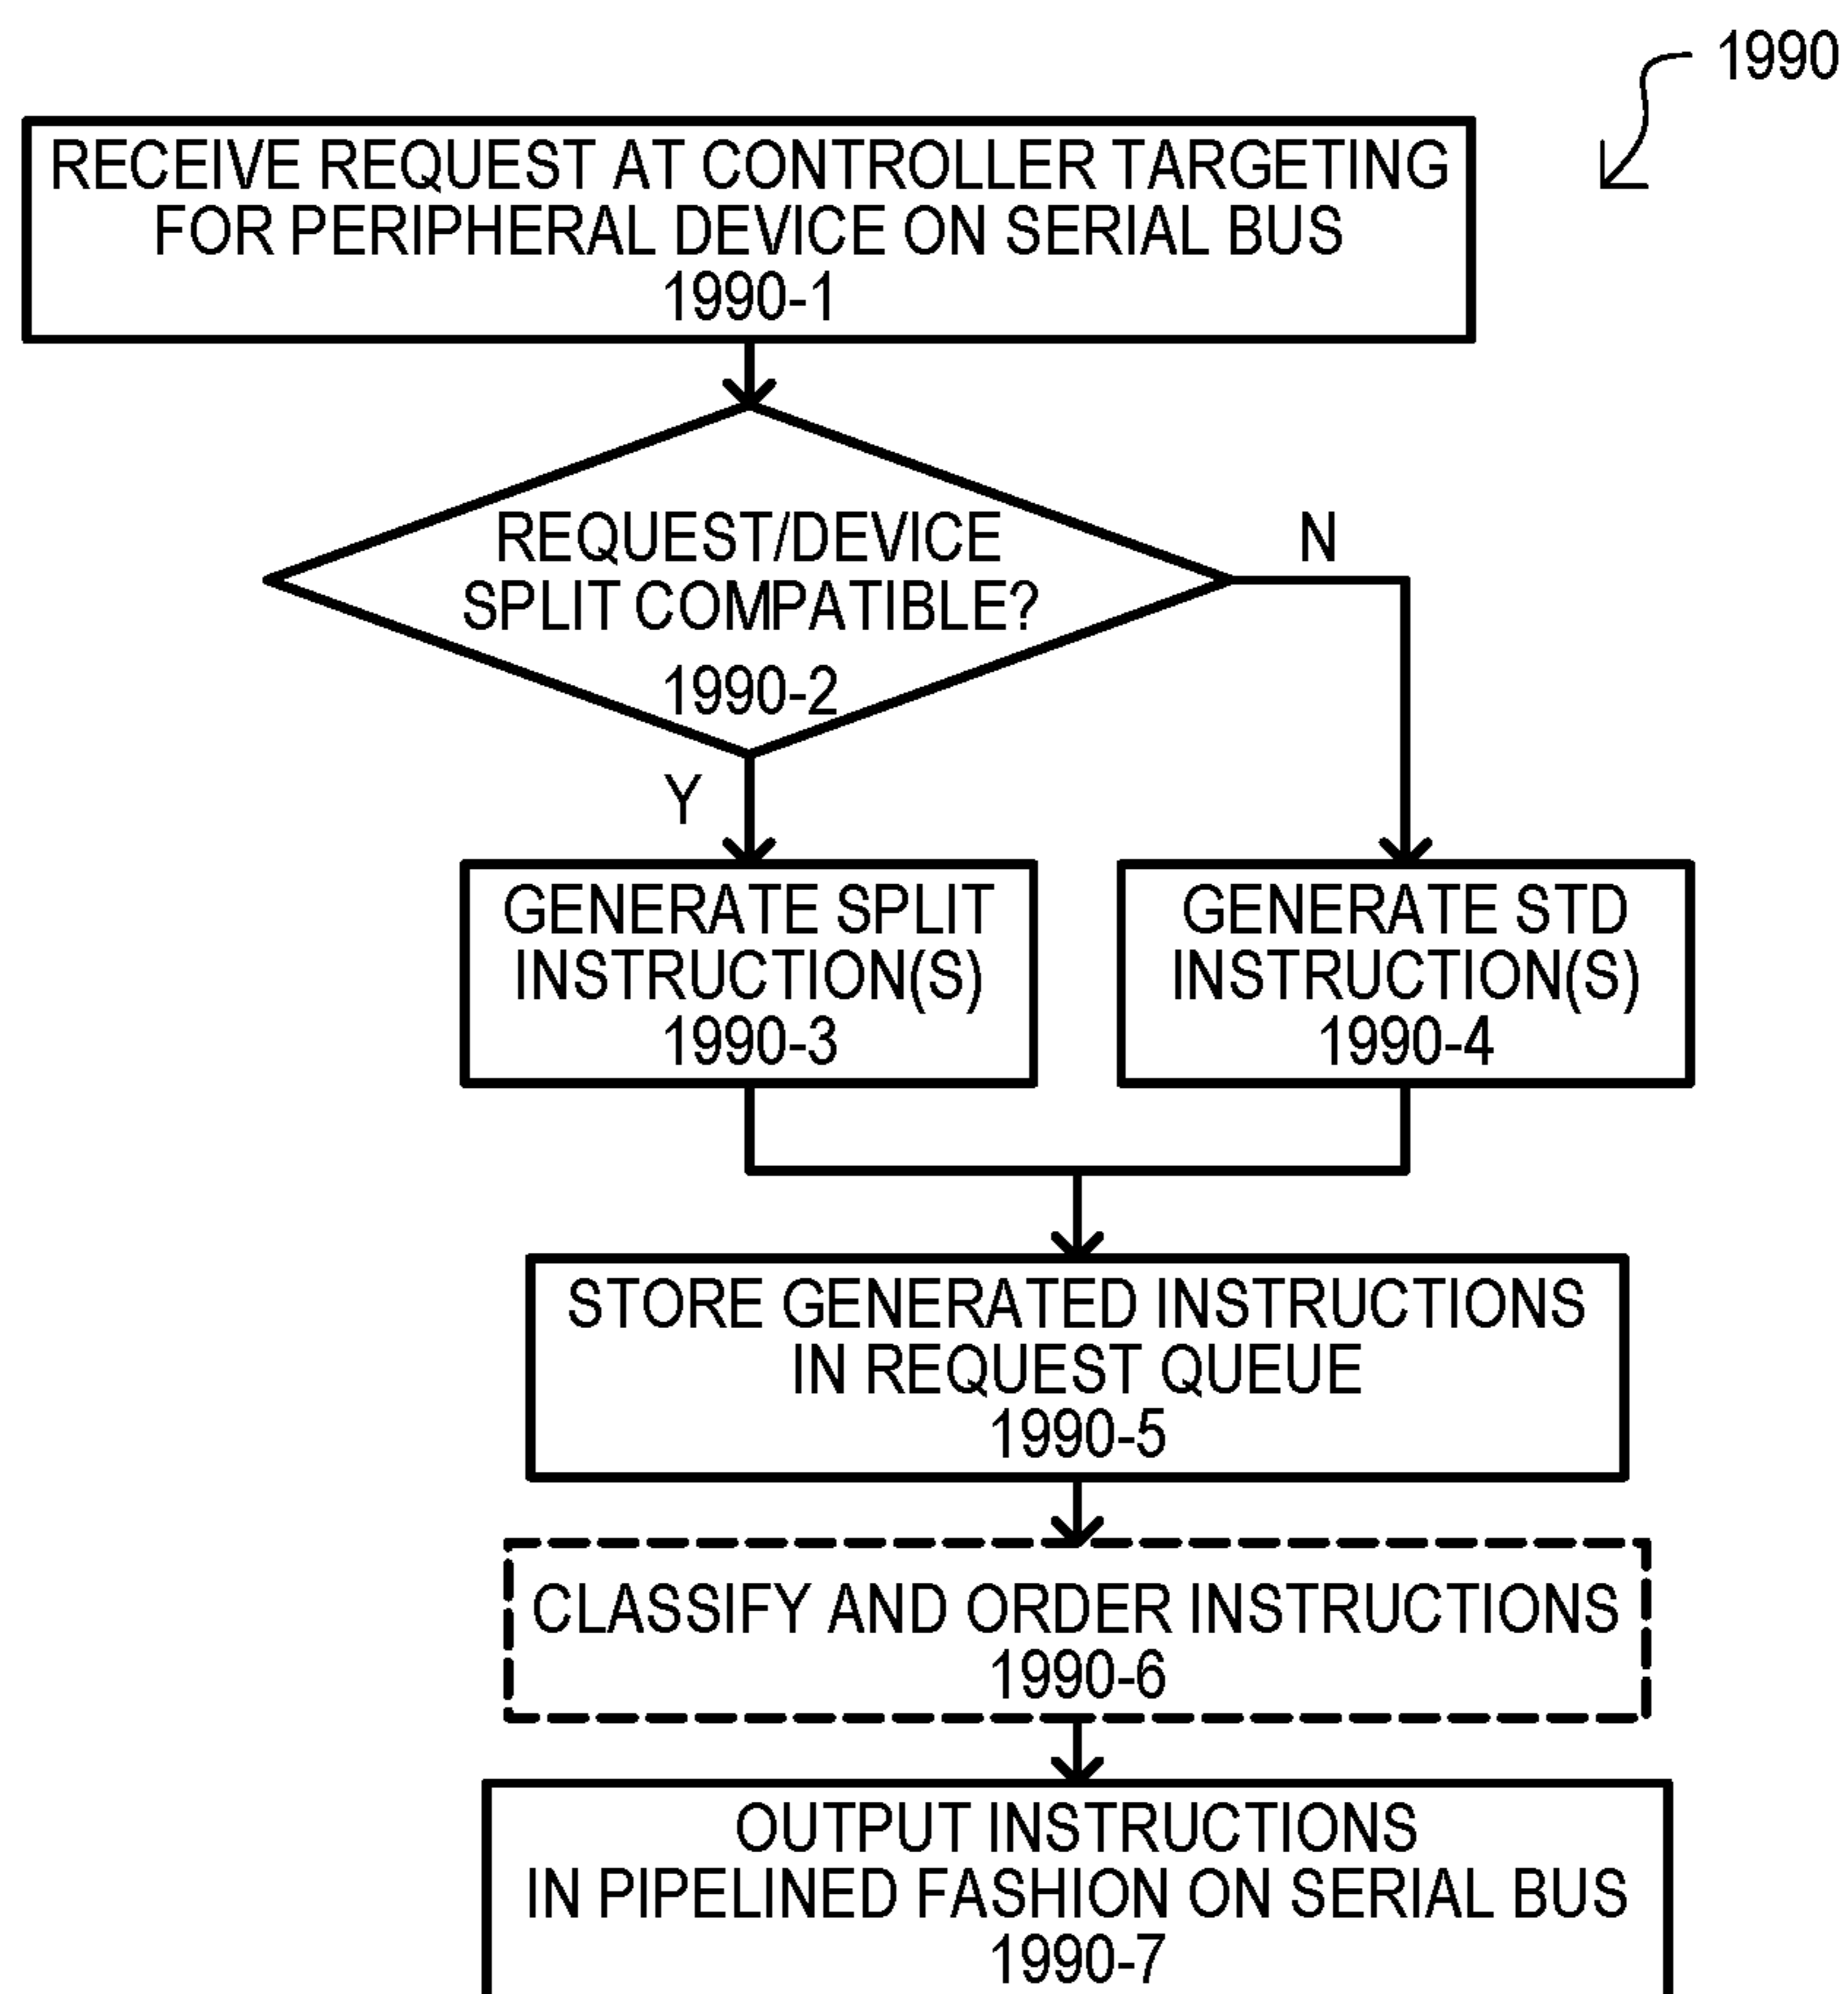 1990
RECEIVE REQUEST AT CONTROLLER TARGETING
FOR PERIPHERAL DEVICE ON SERIAL BUS
1990-1
REQUEST/DEVICE
SPLIT COMPATIBLE?
1990-2
N
Y
GENERATE SPLIT
INSTRUCTION(S)
1990-3
GENERATE STD
INSTRUCTION(S)
1990-4
STORE GENERATED INSTRUCTIONS
IN REQUEST QUEUE
1990-5
CLASSIFY AND ORDER INSTRUCTIONS
1990-6
OUTPUT INSTRUCTIONS
IN PIPELINED FASHION ON SERIAL BUS
1990-7